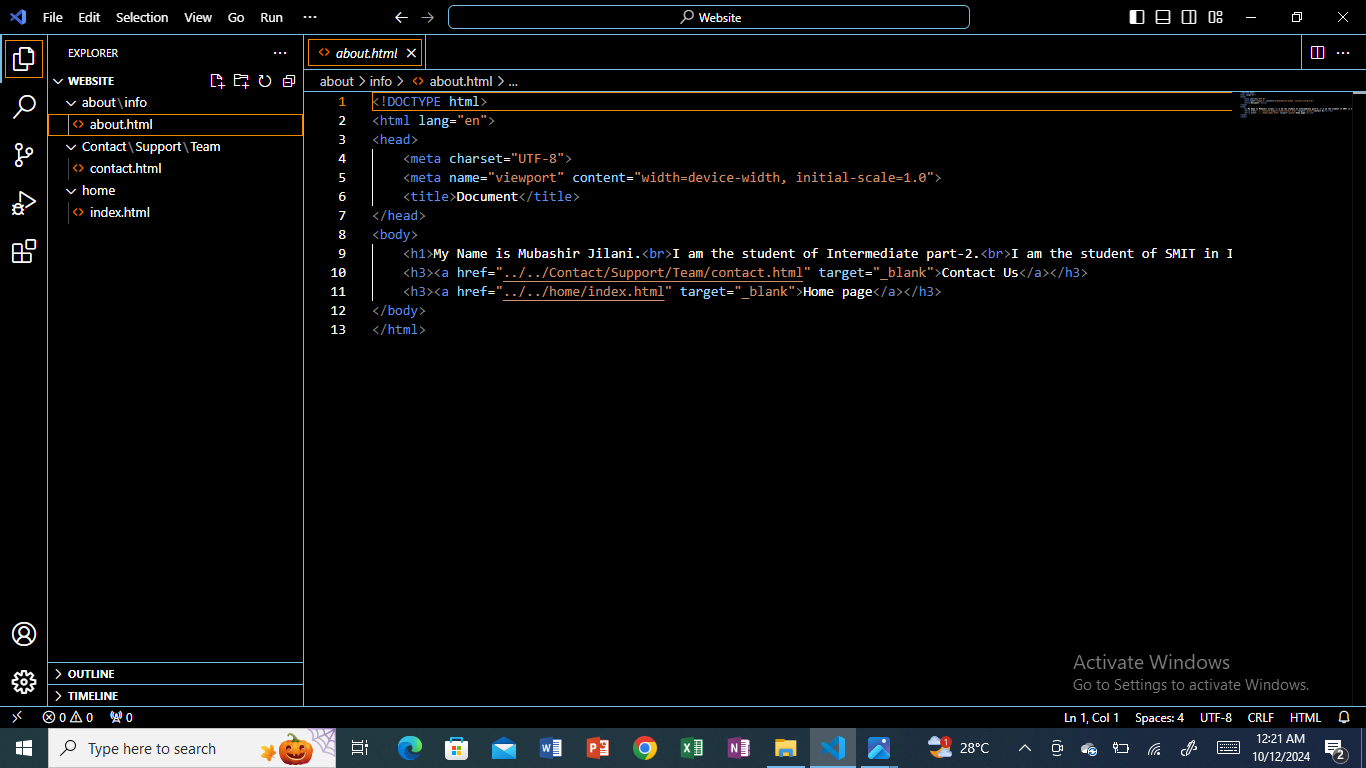 File Edit Selection View Go Run ··· Website
EXPLORER ···
about.html
WEBSITE
about > info > about.html > ...
about\info
about.html
Contact\Support\Team
contact.html
home
index.html
1 <!DOCTYPE html>
2 <html lang="en">
3 <head>
4 <meta charset="UTF-8">
5 <meta name="viewport" content="width=device-width, initial-scale=1.0">
6 <title>Document</title>
7 </head>
8 <body>
9 <h1>My Name is Mubashir Jilani.<br>I am the student of Intermediate part-2.<br>I am the student of SMIT in I
10 <h3><a href="../../Contact/Support/Team/contact.html" target="_blank">Contact Us</a></h3>
11 <h3><a href="../../home/index.html" target="_blank">Home page</a></h3>
12 </body>
13 </html>
Activate Windows
Go to Settings to activate Windows.
OUTLINE
TIMELINE
0 0 0 Ln 1, Col 1 Spaces: 4 UTF-8 CRLF HTML
Type here to search 1 28°C 12:21 AM
10/12/2024 2